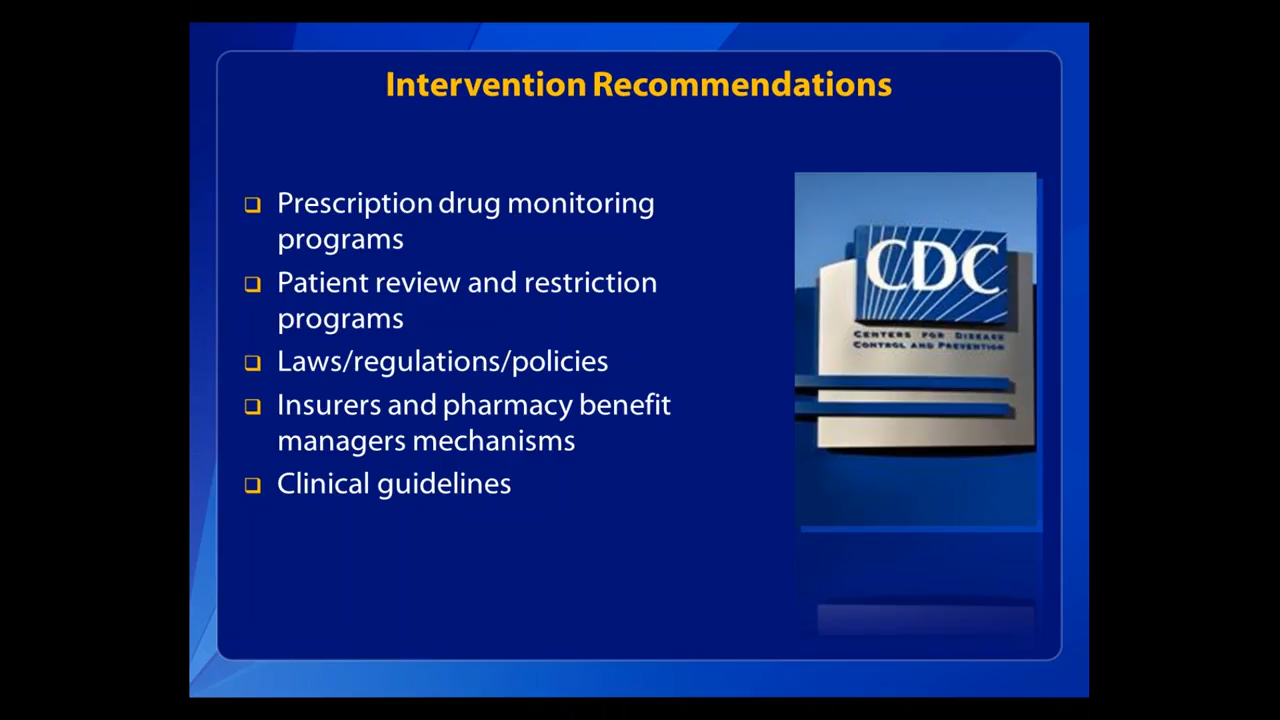 Intervention Recommendations
Prescription drug monitoring
programs
Patient review and restriction
programs
Laws/regulations/policies
Insurers and pharmacy benefit
managers mechanisms
Clinical guidelines
CDC
CENTERS FOR DISEASE
CONTROL AND PREVENTION